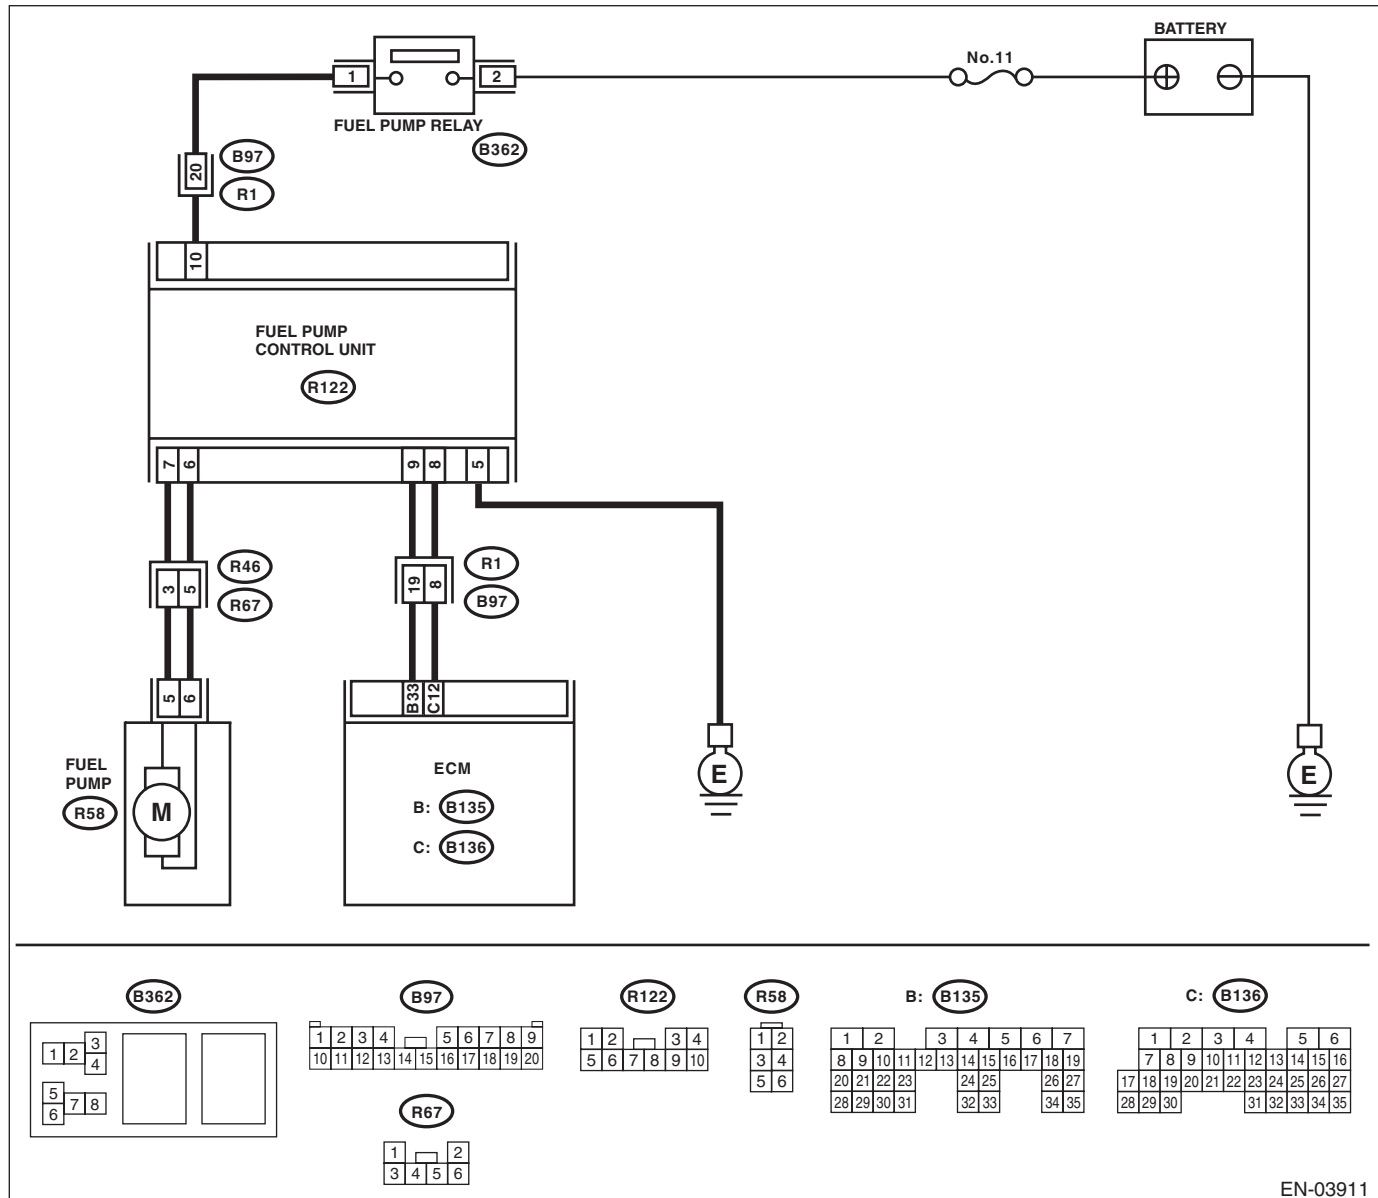 BATTERY
No.11
1
2
FUEL PUMP RELAY
B362
B97
20
R1
10
FUEL PUMP
CONTROL UNIT
R122
7 6 9 8 5
R46
R1
3 5
19 8
R67
B97
5 6
B33 C12
FUEL
PUMP
R58
M
ECM
B: B135
C: B136
E
E
B362
B97
R122
R58
B: B135
C: B136
1 2 3
4
5
6 7 8
1 2 3 4 5 6 7 8 9
10 11 12 13 14 15 16 17 18 19 20
1 2 3 4
5 6 7 8 9 10
1 2
3 4
5 6
1 2 3 4 5 6 7
8 9 10 11 12 13 14 15 16 17 18 19
20 21 22 23 24 25 26 27
28 29 30 31 32 33 34 35
1 2 3 4 5 6
7 8 9 10 11 12 13 14 15 16
17 18 19 20 21 22 23 24 25 26 27
28 29 30 31 32 33 34 35
R67
1 2
3 4 5 6
EN-03911